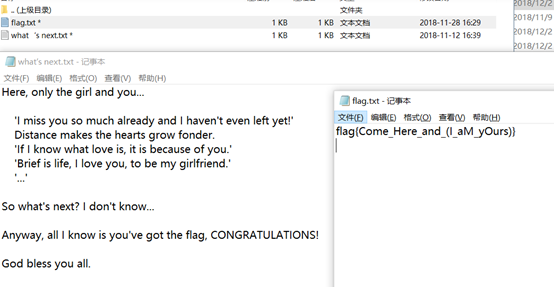 .. (上级目录)
文件夹
2018/12/2
flag.txt *
1 KB
1 KB
文本文档
2018-11-28 16:29
2018/11/9
what 's next.txt *
1 KB
1 KB
文本文档
2018-11-12 16:39
2018/12/2
2018/12/2
what's next.txt - 记事本
文件(F) 编辑(E) 格式(O) 查看(V) 帮助(H)
Here, only the girl and you...
'I miss you so much already and I haven't even left yet!'
Distance makes the hearts grow fonder.
'If I know what love is, it is because of you.'
'Brief is life, I love you, to be my girlfriend.'
'...'
So what's next? I don't know...
Anyway, all I know is you've got the flag, CONGRATULATIONS!
God bless you all.
flag.txt - 记事本
文件(F) 编辑(E) 格式(O) 查看(V) 帮助(H)
flag{Come_Here_and_(I_aM_yOurs)}